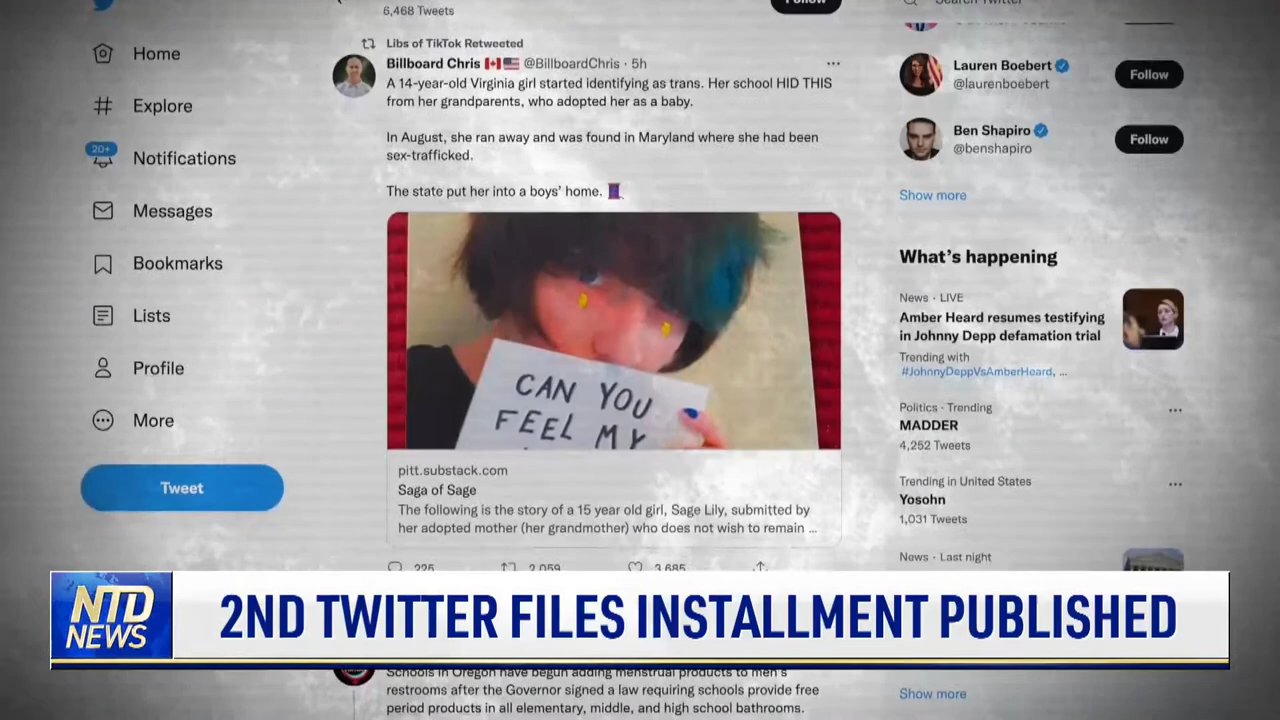 6,468 Tweets
Follow
Search Twitter
Home
Explore
20+
Notifications
Messages
Bookmarks
Lists
Profile
More
Tweet
Libs of TikTok Retweeted
Billboard Chris @BillboardChris · 5h
A 14-year-old Virginia girl started identifying as trans. Her school HID THIS
from her grandparents, who adopted her as a baby.
In August, she ran away and was found in Maryland where she had been
sex-trafficked.
The state put her into a boys' home.
CAN YOU
FEEL MY
pitt.substack.com
Saga of Sage
The following is the story of a 15 year old girl, Sage Lily, submitted by
her adopted mother (her grandmother) who does not wish to remain ...
225
2,059
3,685
Schools in Oregon have begun adding menstrual products to men's
restrooms after the Governor signed a law requiring schools provide free
period products in all elementary, middle, and high school bathrooms.
Lauren Boebert
@laurenboebert
Follow
Ben Shapiro
@benshapiro
Follow
Show more
What's happening
News · LIVE
Amber Heard resumes testifying
in Johnny Depp defamation trial
Trending with
#JohnnyDeppVsAmberHeard, ...
Politics · Trending
MADDER
4,252 Tweets
Trending in United States
Yosohn
1,031 Tweets
News · Last night
Show more
NTD
NEWS
2ND TWITTER FILES INSTALLMENT PUBLISHED